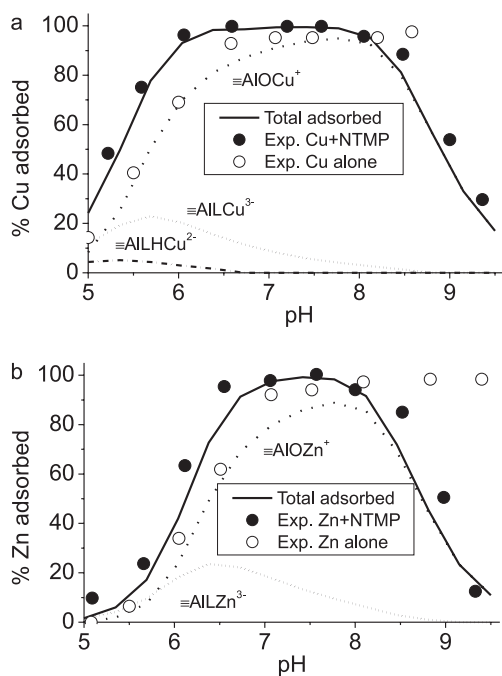 a
100
80
60
40
20
0
% Cu adsorbed
≡AlOCu⁺
Total adsorbed
Exp. Cu+NTMP
Exp. Cu alone
≡AlLCu³⁻
≡AlLHCu²⁻
5 6 7 8 9
pH
b
100
80
60
40
20
0
% Zn adsorbed
≡AlOZn⁺
Total adsorbed
Exp. Zn+NTMP
Exp. Zn alone
≡AlLZn³⁻
5 6 7 8 9
pH